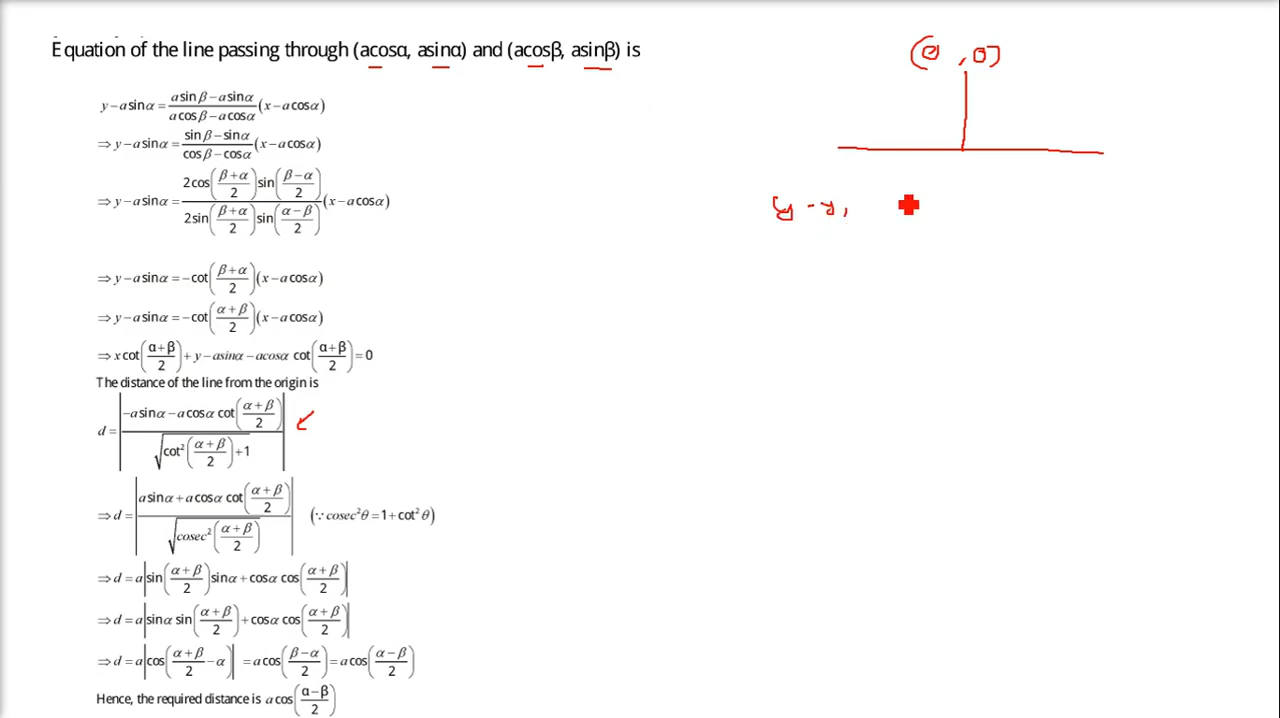 Equation of the line passing through (acosα, asinα) and (acosβ, asinβ) is
y−asinα = (asinβ−asinα)/(acosβ−acosα) (x−acosα)
⇒ y−asinα = (sinβ−sinα)/(cosβ−cosα) (x−acosα)
⇒ y−asinα = (2cos((β+α)/2)sin((β−α)/2))/(2sin((β+α)/2)sin((α−β)/2)) (x−acosα)
⇒ y−asinα = −cot((β+α)/2)(x−acosα)
⇒ y−asinα = −cot((α+β)/2)(x−acosα)
⇒ xcot((α+β)/2) + y−asinα −acosα cot((α+β)/2) = 0
The distance of the line from the origin is
d = |(−asinα−acosα cot((α+β)/2))/√(cot²((α+β)/2)+1)|
⇒ d = |(asinα+acosα cot((α+β)/2))/√(cosec²((α+β)/2))| (∵ cosec²θ = 1+cot²θ)
⇒ d = a|sin((α+β)/2)sinα + cosα cos((α+β)/2)|
⇒ d = a|sinα sin((α+β)/2) + cosα cos((α+β)/2)|
⇒ d = a|cos((α+β)/2 −α)| = acos((β−α)/2) = acos((α−β)/2)
Hence, the required distance is acos((α−β)/2)
(0 , 0)
y − y₁